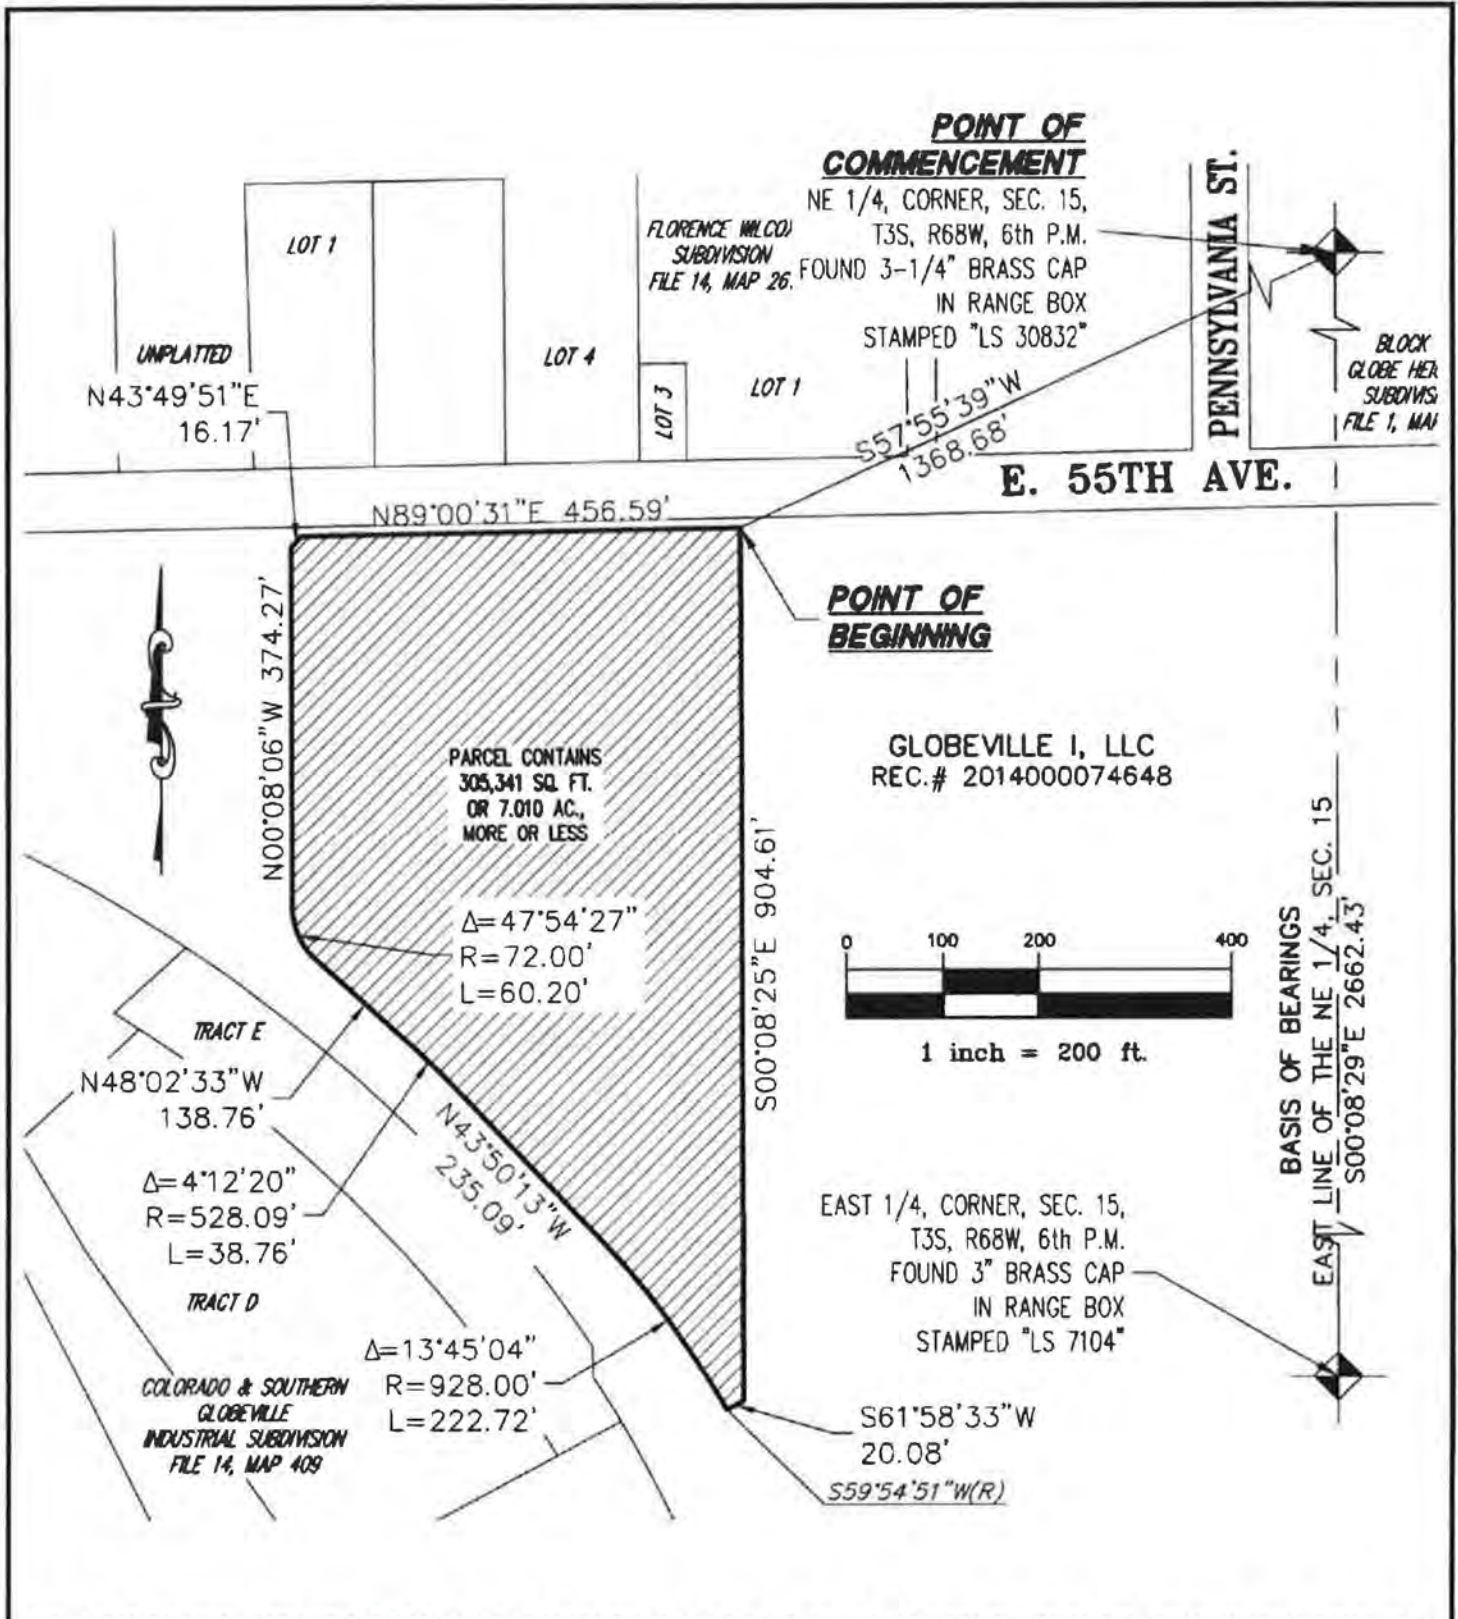 POINT OF
COMMENCEMENT
NE 1/4, CORNER, SEC. 15,
T3S, R68W, 6th P.M.
FOUND 3-1/4" BRASS CAP
IN RANGE BOX
STAMPED "LS 30832"
PENNSYLVANIA ST.
LOT 1
FLORENCE WILCOX
SUBDIVISION
FILE 14, MAP 26.
UNPLATTED
N43°49'51"E
16.17'
LOT 4
LOT 3
LOT 1
BLOCK
GLOBE
SUBDIVIS
FILE 1,
S57°55'39"W
1368.68'
E. 55TH AVE.
N89°00'31"E 456.59'
POINT OF
BEGINNING
N00°08'06"W 374.27'
PARCEL CONTAINS
305,341 SQ. FT.
OR 7.010 AC.,
MORE OR LESS
GLOBEVILLE I, LLC
REC.# 2014000074648
Δ=47°54'27"
R=72.00'
L=60.20'
S00°08'25"E 904.61'
0 100 200 400
1 inch = 200 ft.
BASIS OF BEARINGS
EAST LINE OF THE NE 1/4, SEC. 15
S00°08'29"E 2662.43'
TRACT E
N48°02'33"W
138.76'
N43°50'13"W
235.09'
Δ=4°12'20"
R=528.09'
L=38.76'
TRACT D
EAST 1/4, CORNER, SEC. 15,
T3S, R68W, 6th P.M.
FOUND 3" BRASS CAP
IN RANGE BOX
STAMPED "LS 7104"
Δ=13°45'04"
R=928.00'
L=222.72'
COLORADO & SOUTHERN
GLOBEVILLE
INDUSTRIAL SUBDIVISION
FILE 14, MAP 409
S61°58'33"W
20.08'
S59°54'51"W(R)